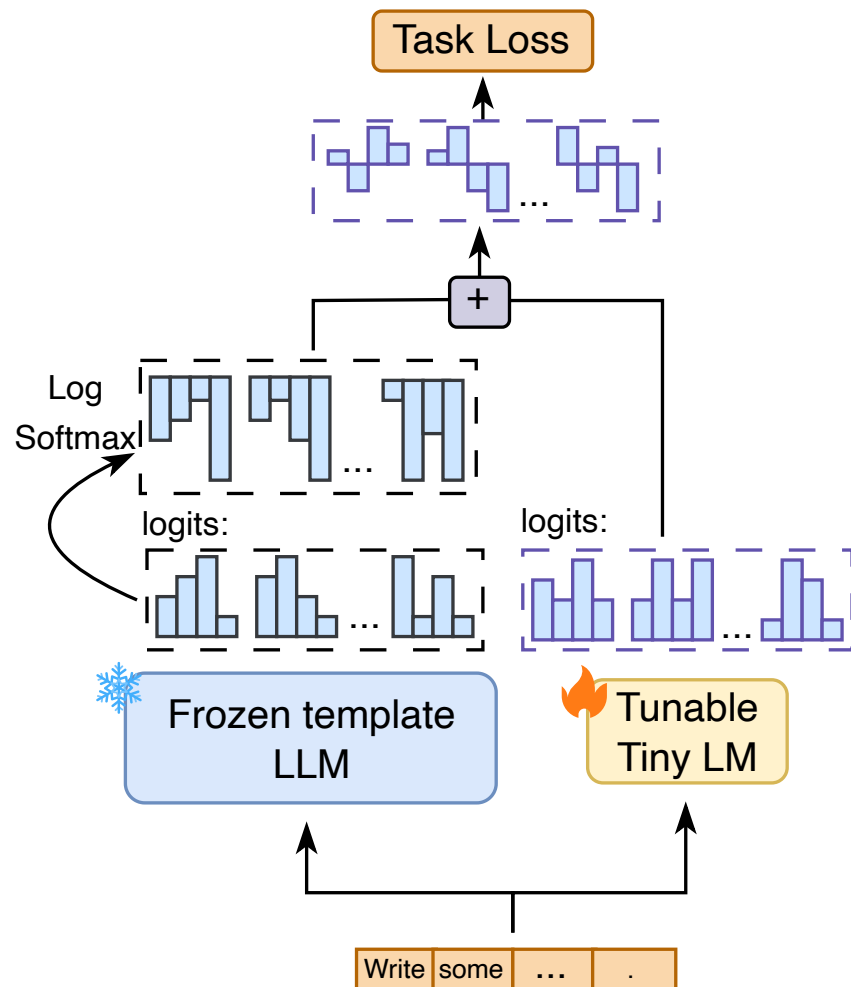 Task Loss
...
+
Log
Softmax
...
logits:
logits:
...
...
Frozen template
LLM
Tunable
Tiny LM
Write some ... .